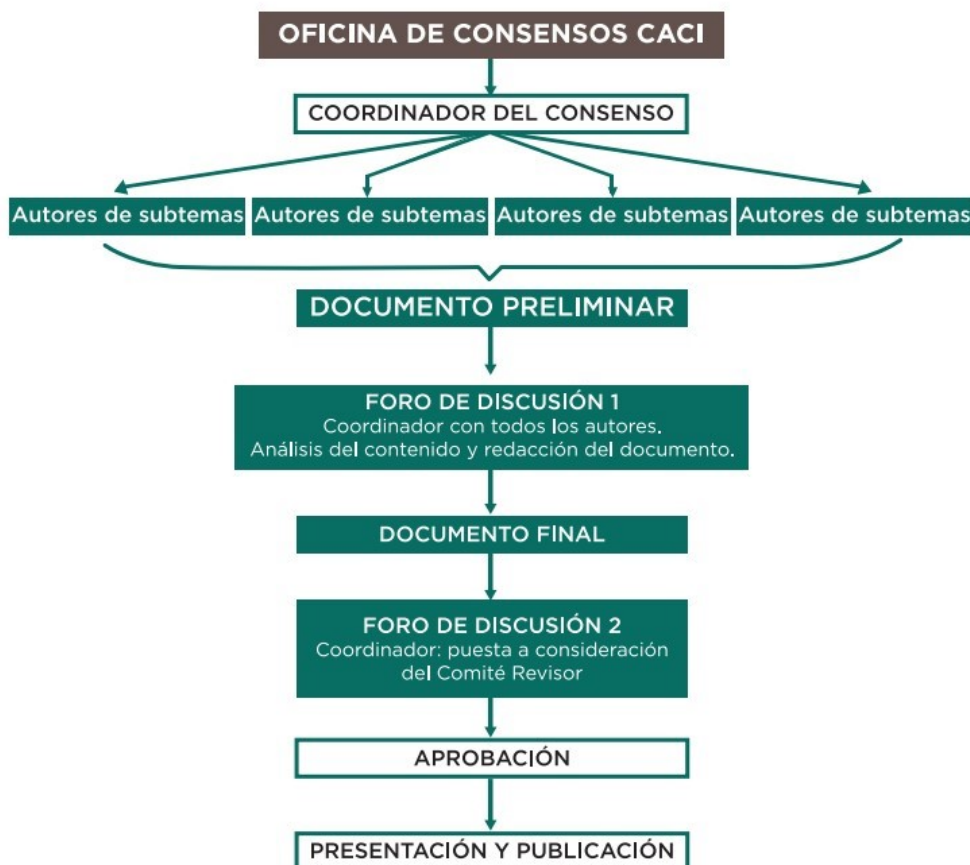 OFICINA DE CONSENSOS CACI
COORDINADOR DEL CONSENSO
Autores de subtemas
Autores de subtemas
Autores de subtemas
Autores de subtemas
DOCUMENTO PRELIMINAR
FORO DE DISCUSIÓN 1
Coordinador con todos los autores.
Análisis del contenido y redacción del documento.
DOCUMENTO FINAL
FORO DE DISCUSIÓN 2
Coordinador: puesta a consideración
del Comité Revisor
APROBACIÓN
PRESENTACIÓN Y PUBLICACIÓN